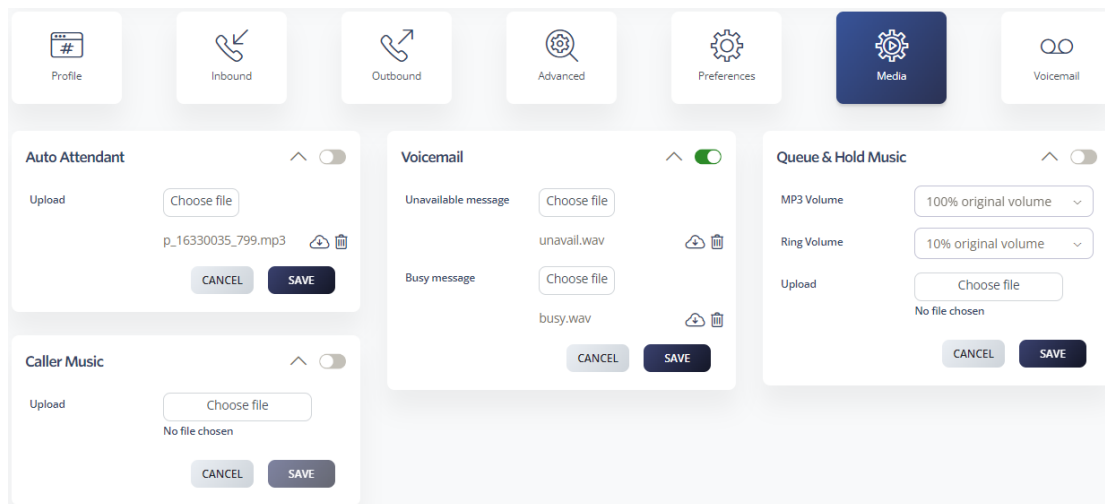 #
Profile
Inbound
Outbound
Advanced
Preferences
Media
Voicemail
Auto Attendant
Upload
Choose file
p_16330035_799.mp3
CANCEL
SAVE
Caller Music
Upload
Choose file
No file chosen
CANCEL
SAVE
Voicemail
Unavailable message
Choose file
unavail.wav
Busy message
Choose file
busy.wav
CANCEL
SAVE
Queue & Hold Music
MP3 Volume
100% original volume
Ring Volume
10% original volume
Upload
Choose file
No file chosen
CANCEL
SAVE